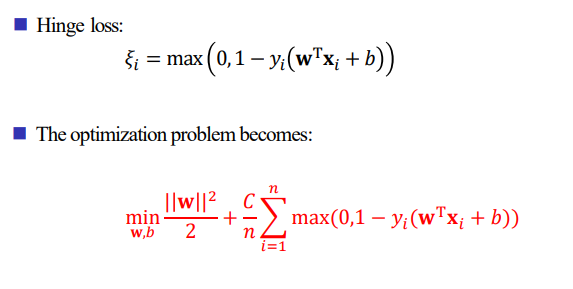 ■ Hinge loss:
ξᵢ = max(0,1 − yᵢ(𝐰ᵀ𝐱ᵢ + b))
■ The optimization problem becomes:
min_{𝐰,b} ||𝐰||²/2 + C/n ∑_{i=1}^{n} max(0,1 − yᵢ(𝐰ᵀ𝐱ᵢ + b))